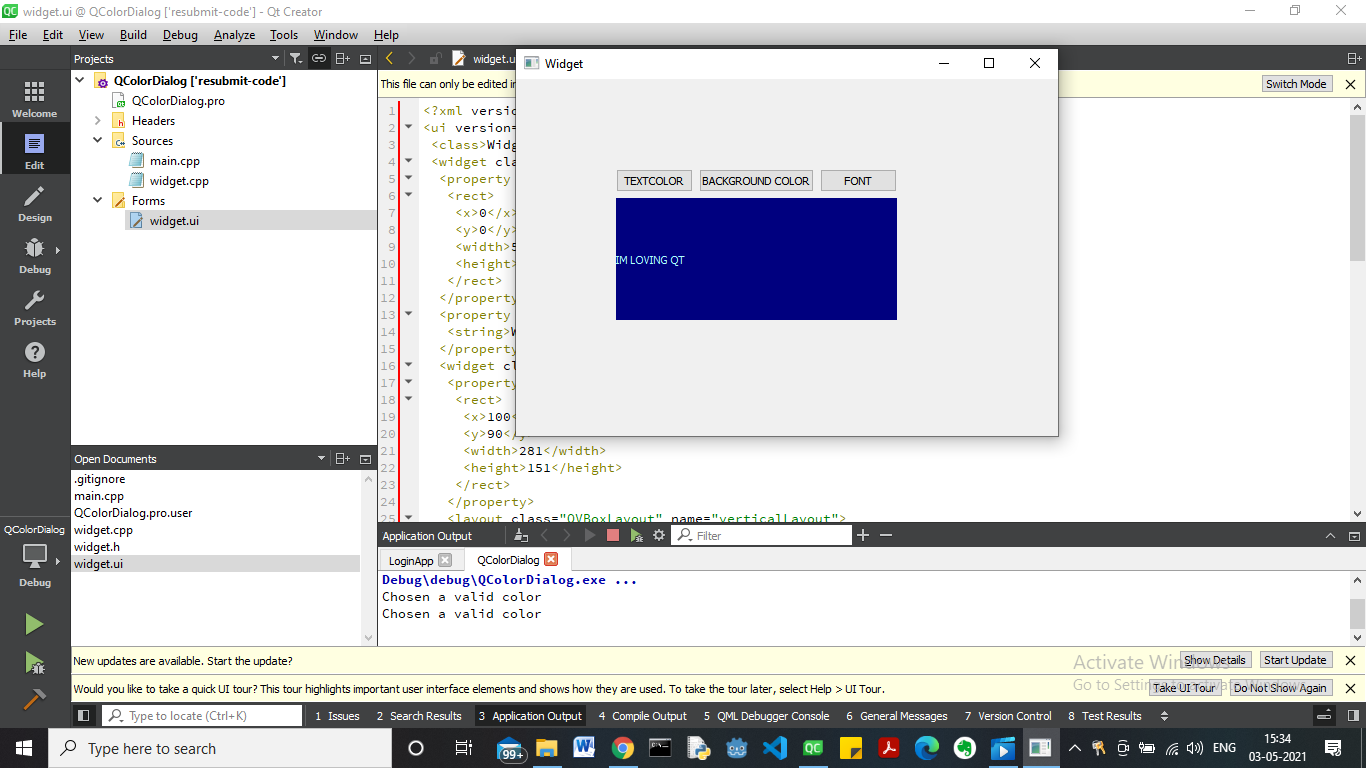 widget.ui @ QColorDialog ['resubmit-code'] - Qt Creator
File Edit View Build Debug Analyze Tools Window Help
Projects
widget.u
QColorDialog ['resubmit-code']
QColorDialog.pro
Headers
Sources
main.cpp
widget.cpp
Forms
widget.ui
Welcome
Edit
Design
Debug
Projects
Help
This file can only be edited in
Switch Mode
1 <?xml versio
2 <ui version=
3 <class>Widg
4 <widget cla
5 <property
6 <rect>
7 <x>0</x>
8 <y>0</y>
9 <width>5
10 <height>
11 </rect>
12 </property
13 <property
14 <string>W
15 </property
16 <widget cl
17 <property
18 <rect>
19 <x>100<
20 <y>90</y
21 <width>281</width>
22 <height>151</height>
23 </rect>
24 </property>
25 <layout class="QVBoxLayout" name="verticalLayout">
Widget
TEXTCOLOR BACKGROUND COLOR FONT
IM LOVING QT
Open Documents
.gitignore
main.cpp
QColorDialog.pro.user
widget.cpp
widget.h
widget.ui
QColorDialog
Debug
Application Output
Filter
LoginApp QColorDialog
Debug\debug\QColorDialog.exe ...
Chosen a valid color
Chosen a valid color
New updates are available. Start the update?
Show Details Start Update
Would you like to take a quick UI tour? This tour highlights important user interface elements and shows how they are used. To take the tour later, select Help > UI Tour.
Take UI Tour Do Not Show Again
Activate Windows
Go to Settings to activate Windows.
Type to locate (Ctrl+K)
1 Issues 2 Search Results 3 Application Output 4 Compile Output 5 QML Debugger Console 6 General Messages 7 Version Control 8 Test Results
Type here to search
99+
ENG
15:34
03-05-2021